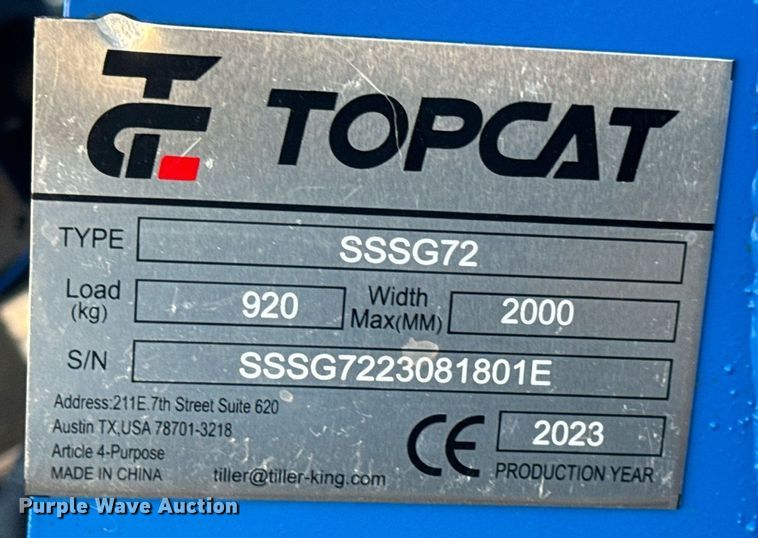 TOPCAT
TYPE SSSG72
Load (kg) 920 Width Max(MM) 2000
S/N SSSG7223081801E
Address:211E.7th Street Suite 620
Austin TX,USA 78701-3218
Article 4-Purpose
MADE IN CHINA tiller@tiller-king.com
CE 2023
PRODUCTION YEAR
Purple Wave Auction